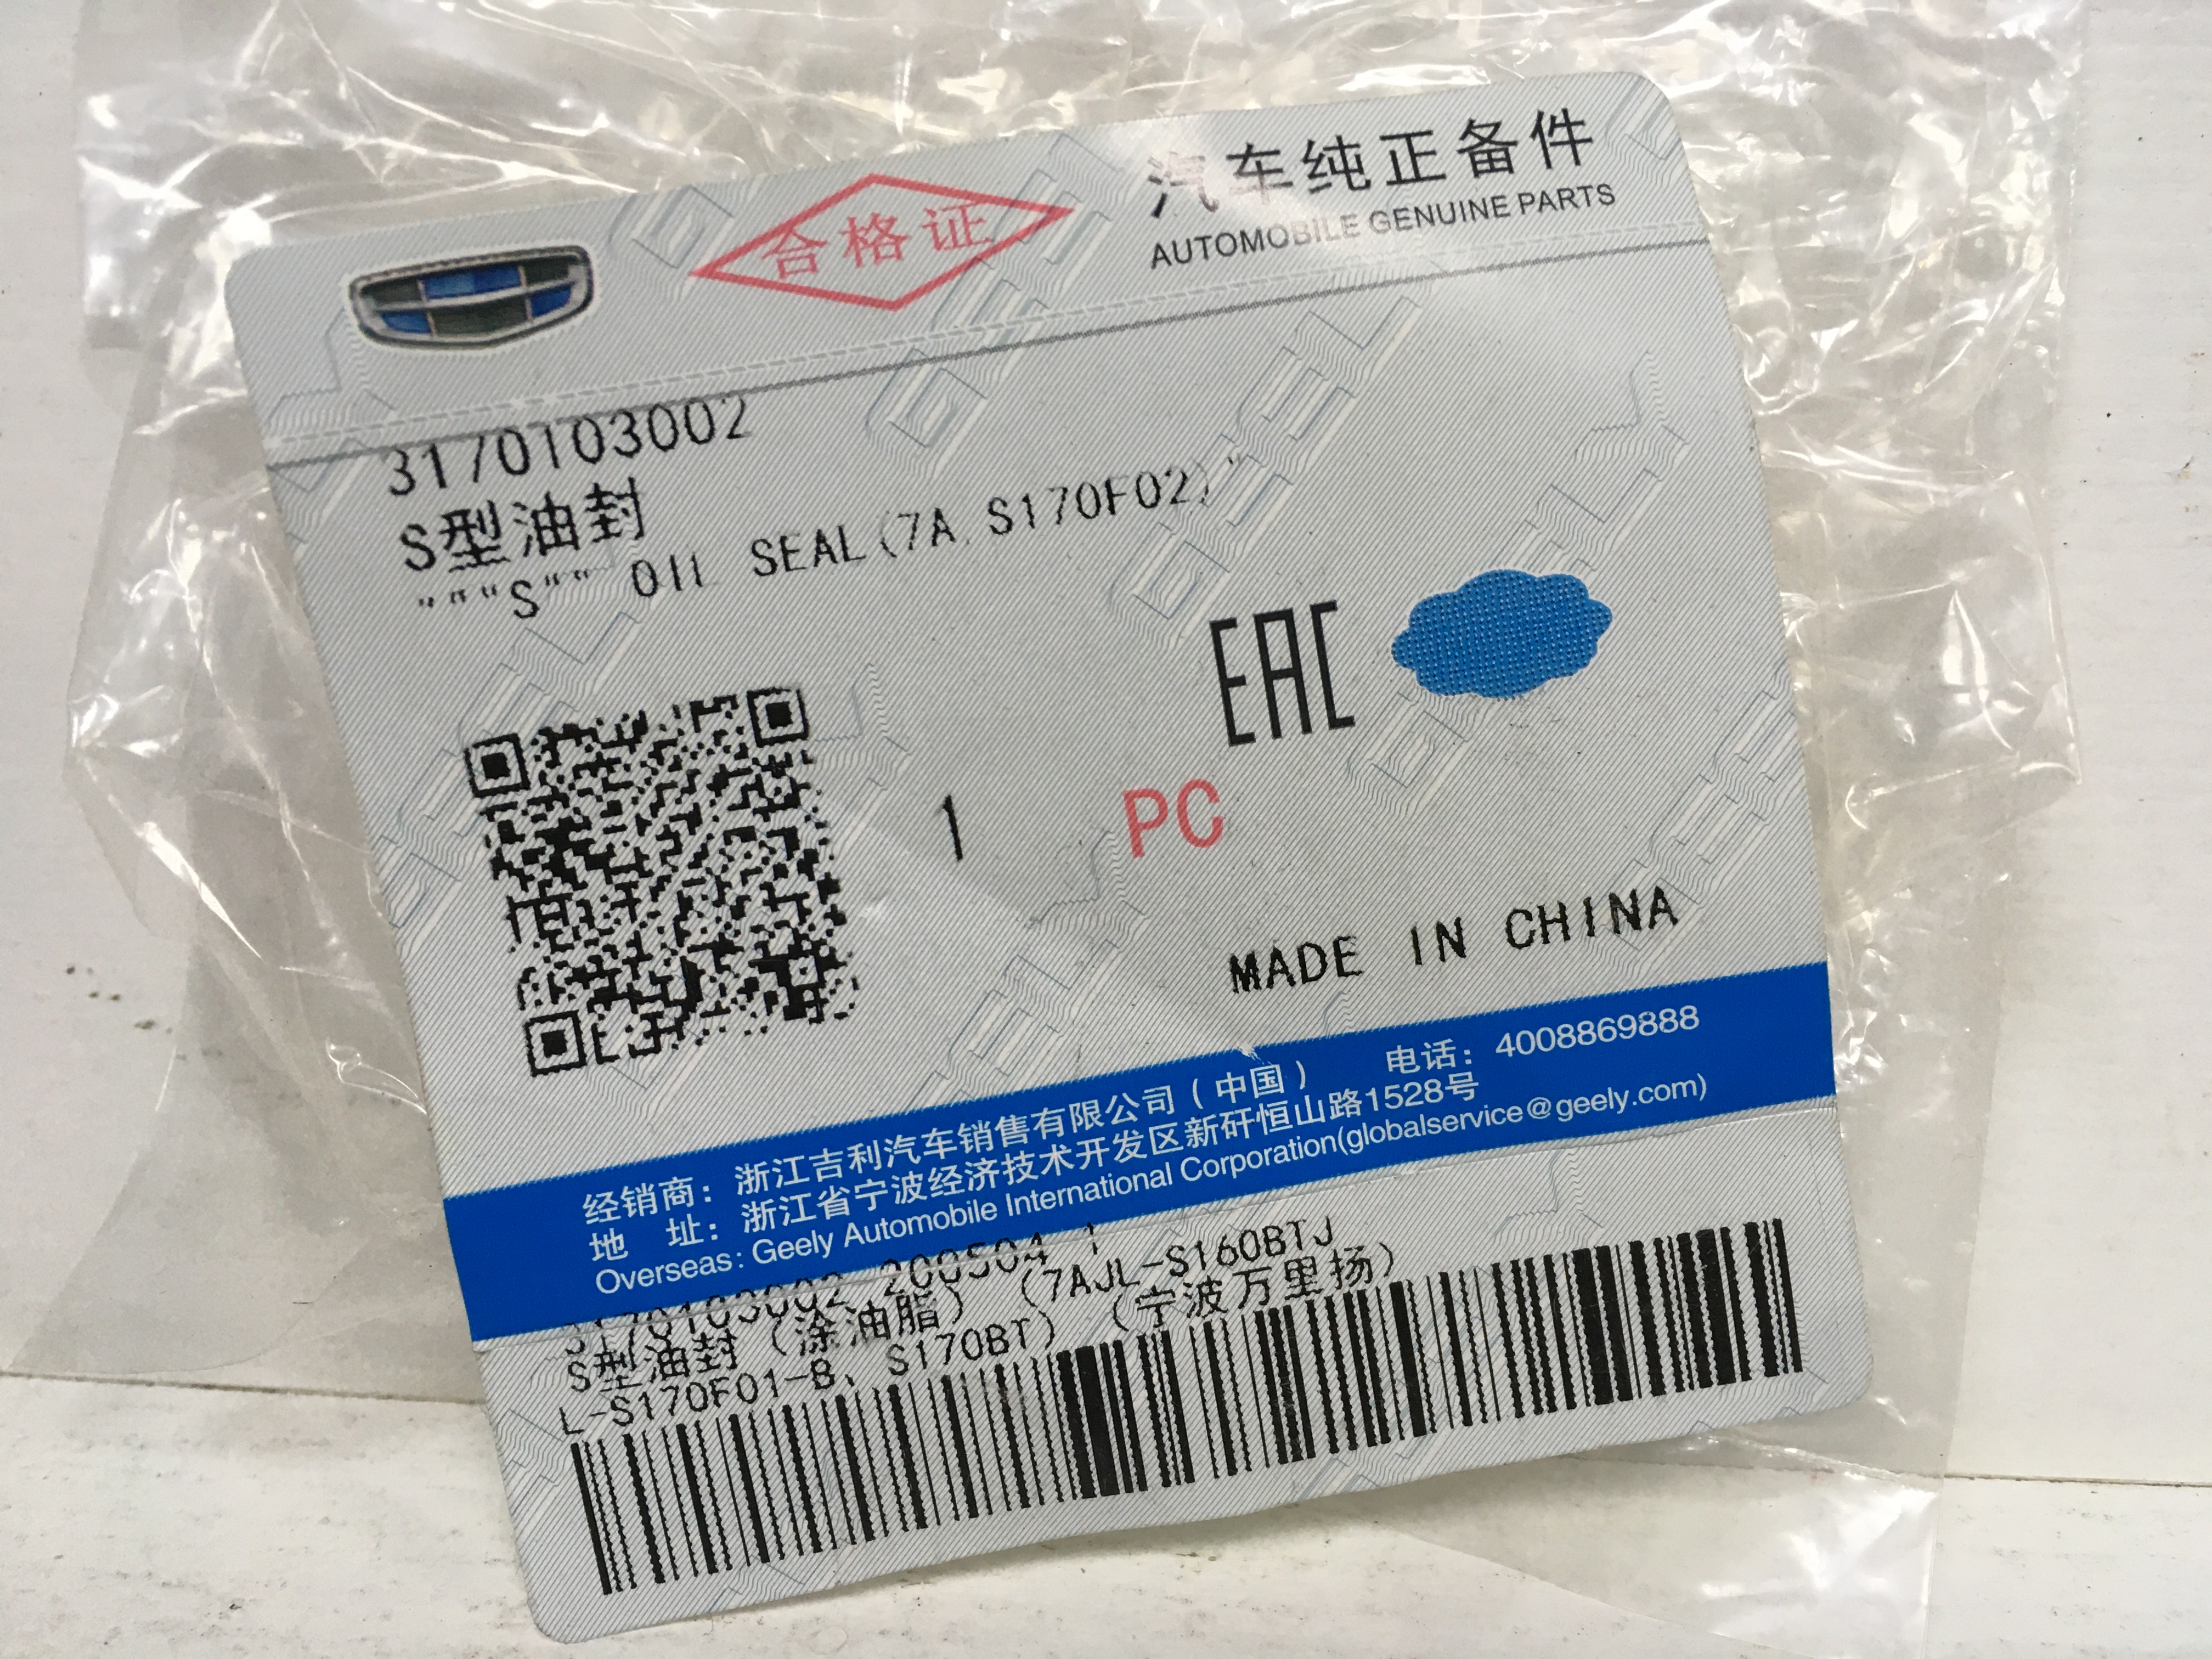 合格证
汽车纯正备件
AUTOMOBILE GENUINE PARTS
3170103002
S型油封
"""S"" OIL SEAL(7A S170F02)"
EAC
1 PC
MADE IN CHINA
经销商：浙江吉利汽车销售有限公司（中国） 电话：4008869888
地 址：浙江省宁波经济技术开发区新矸恒山路1528号
Overseas: Geely Automobile International Corporation(globalservice@geely.com)
3170103002 200504 1
S型油封（涂油脂）（7AJL-S160BTJ
L-S170F01-B、S170BT）（宁波万里扬）